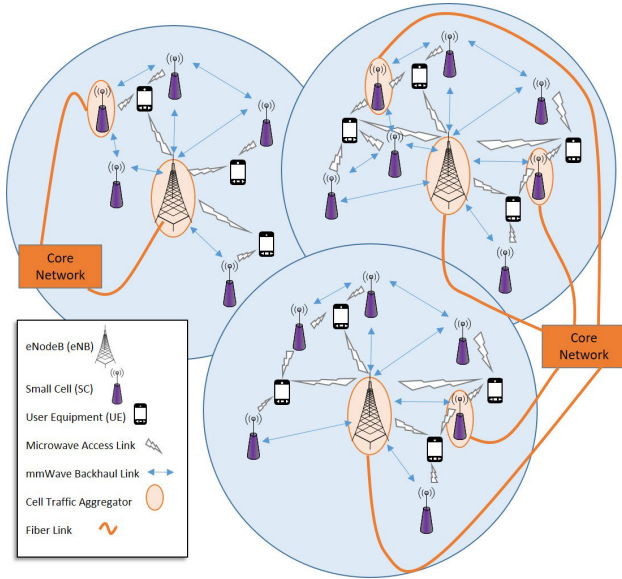 Core
Network
Core
Network
eNodeB (eNB)
Small Cell (SC)
User Equipment (UE)
Microwave Access Link
mmWave Backhaul Link
Cell Traffic Aggregator
Fiber Link